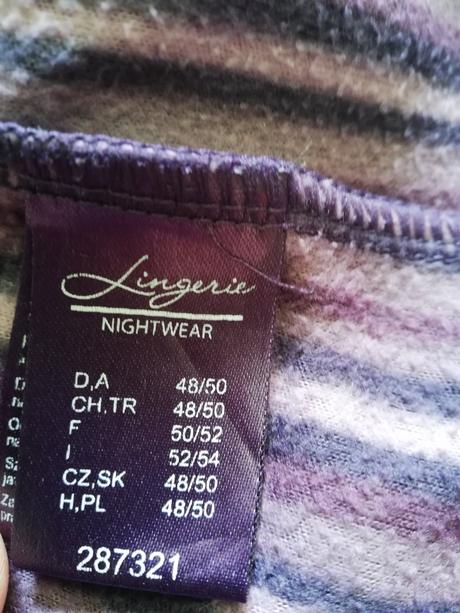 Lingerie
NIGHTWEAR
D,A 48/50
CH,TR 48/50
F 50/52
I 52/54
CZ,SK 48/50
H,PL 48/50
287321